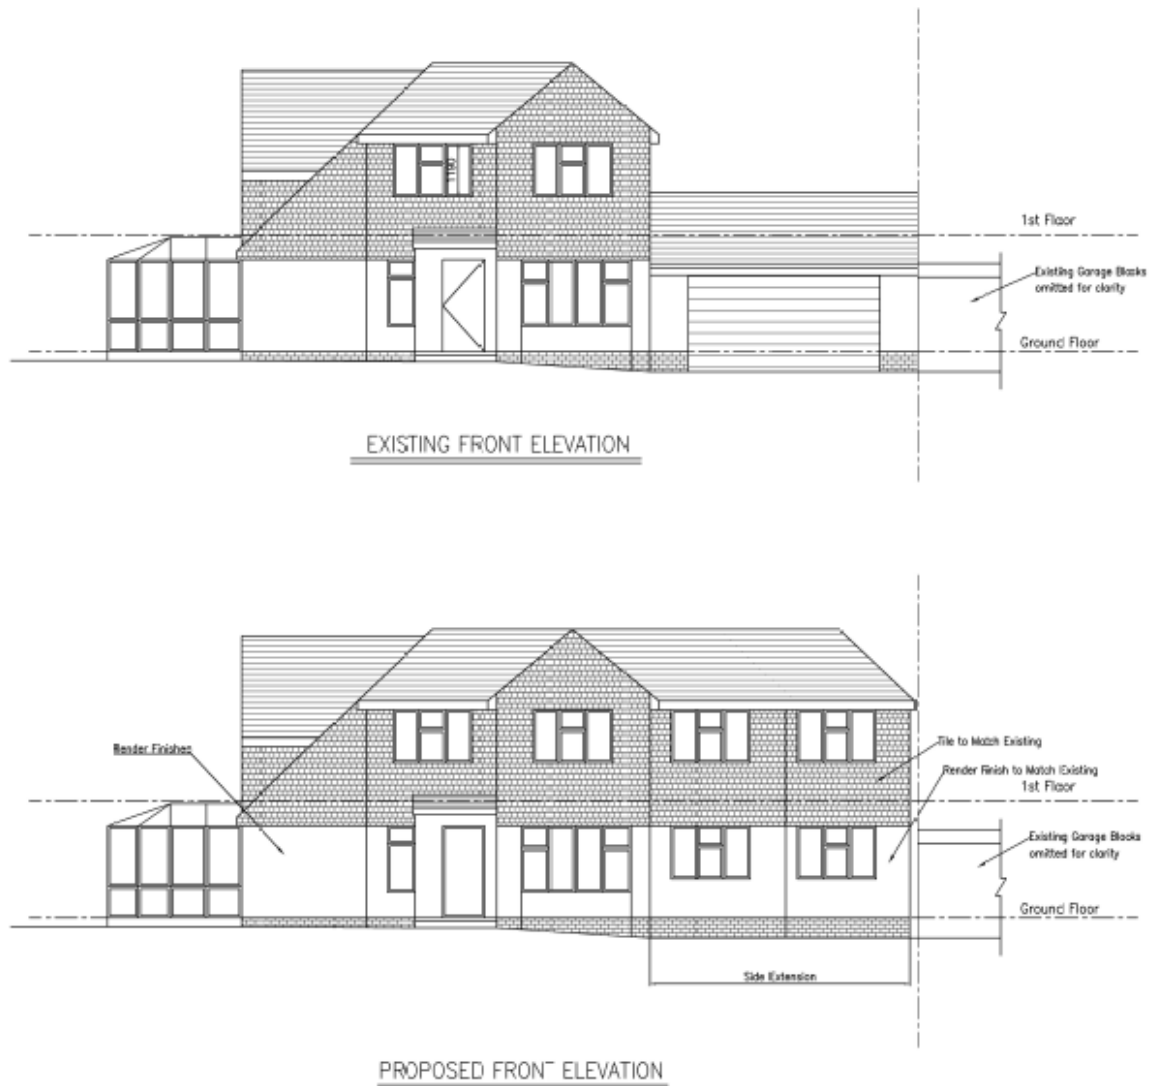 1190
1st Floor
Existing Garage Blocks
omitted for clarity
Ground Floor
EXISTING FRONT ELEVATION
Render Finishes
Tile to Match Existing
Render Finish to Match Existing
1st Floor
Existing Garage Blocks
omitted for clarity
Ground Floor
Side Extension
PROPOSED FRONT ELEVATION